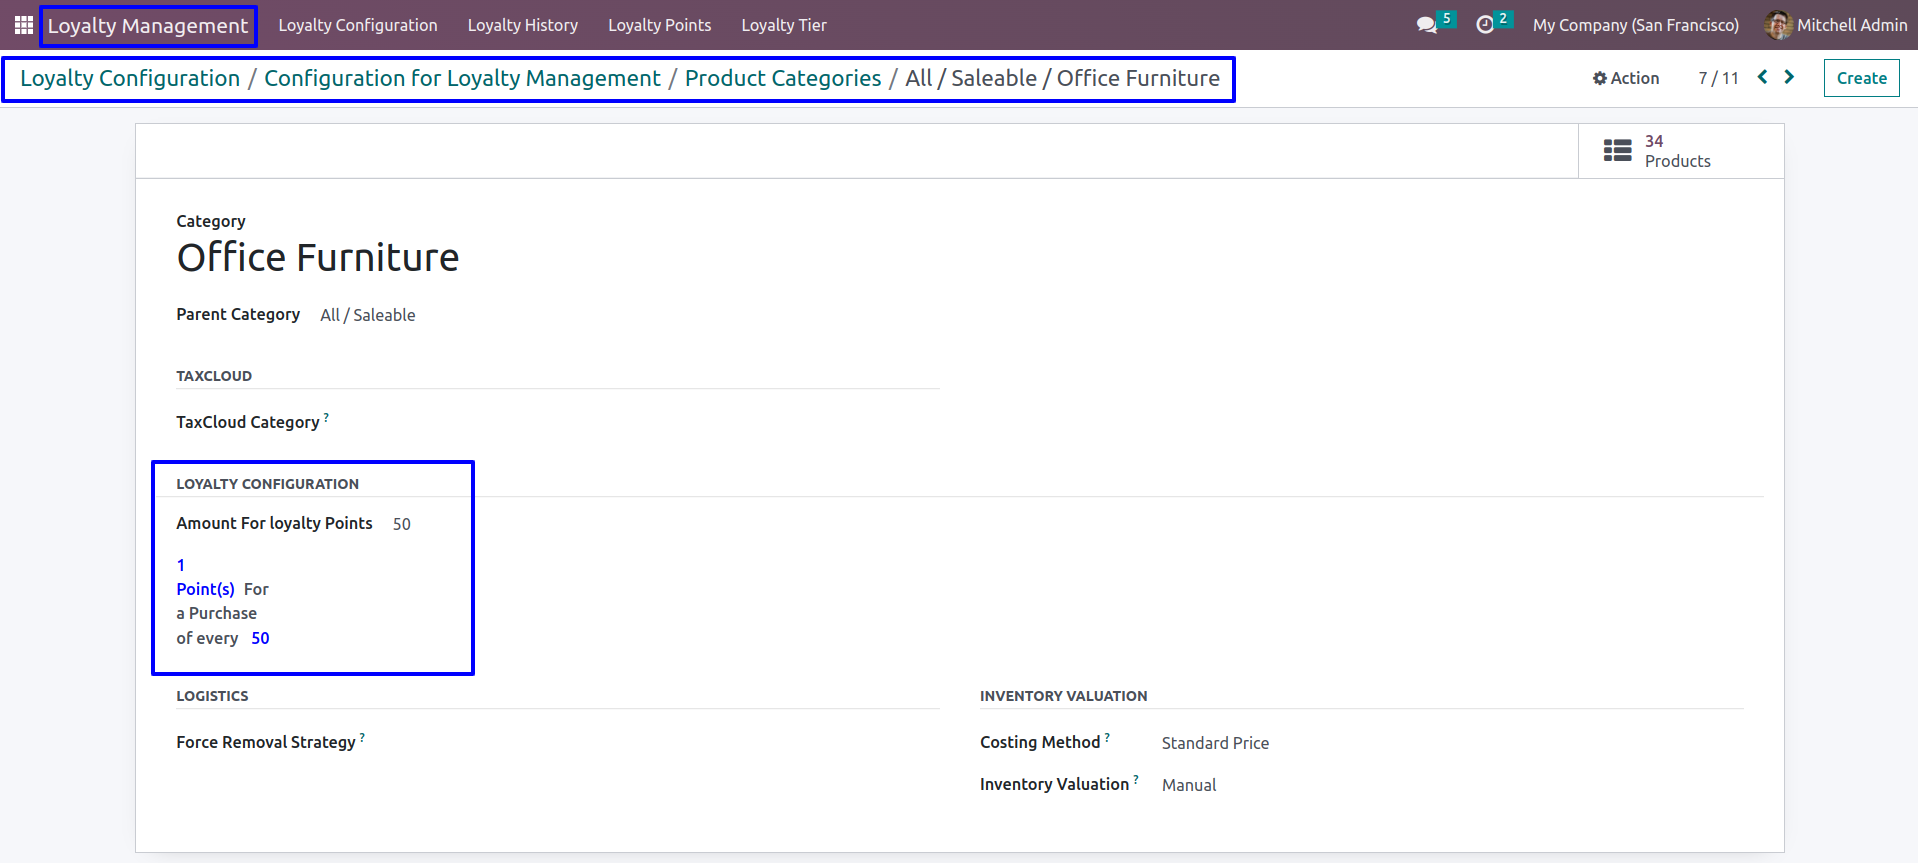 Loyalty Management Loyalty Configuration Loyalty History Loyalty Points Loyalty Tier 5 2 My Company (San Francisco) Mitchell Admin
Loyalty Configuration / Configuration for Loyalty Management / Product Categories / All / Saleable / Office Furniture Action 7 / 11 Create
34
Products
Category
Office Furniture
Parent Category All / Saleable
TAXCLOUD
TaxCloud Category ?
LOYALTY CONFIGURATION
Amount For loyalty Points 50
1
Point(s) For
a Purchase
of every 50
LOGISTICS INVENTORY VALUATION
Force Removal Strategy ? Costing Method ? Standard Price
Inventory Valuation ? Manual